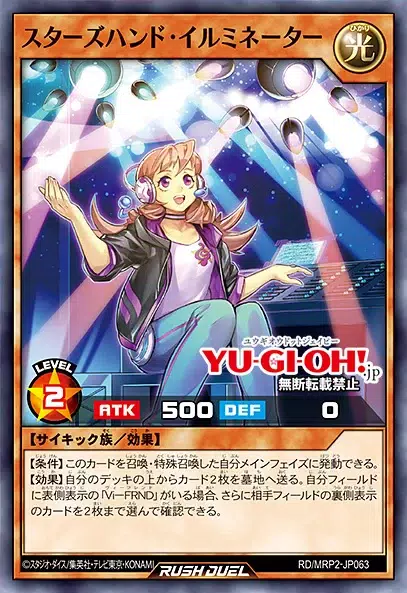 スターズハンド・イルミネーター
ひかり
光
ユウギオウドットジェイピー
YU-GI-OH!.jp
無断転載禁止
LEVEL
2
ATK 500 DEF 0
【サイキック族／効果】
【条件】このカードを召喚・特殊召喚した自分メインフェイズに発動できる。
【効果】自分のデッキの上からカード2枚を墓地へ送る。自分フィールド
に表側表示の「Vi－FRND」がいる場合、さらに相手フィールドの裏側表示
のカードを2枚まで選んで確認できる。
©スタジオ・ダイス/集英社・テレビ東京・KONAMI
RUSH DUEL
RD/MRP2-JP063